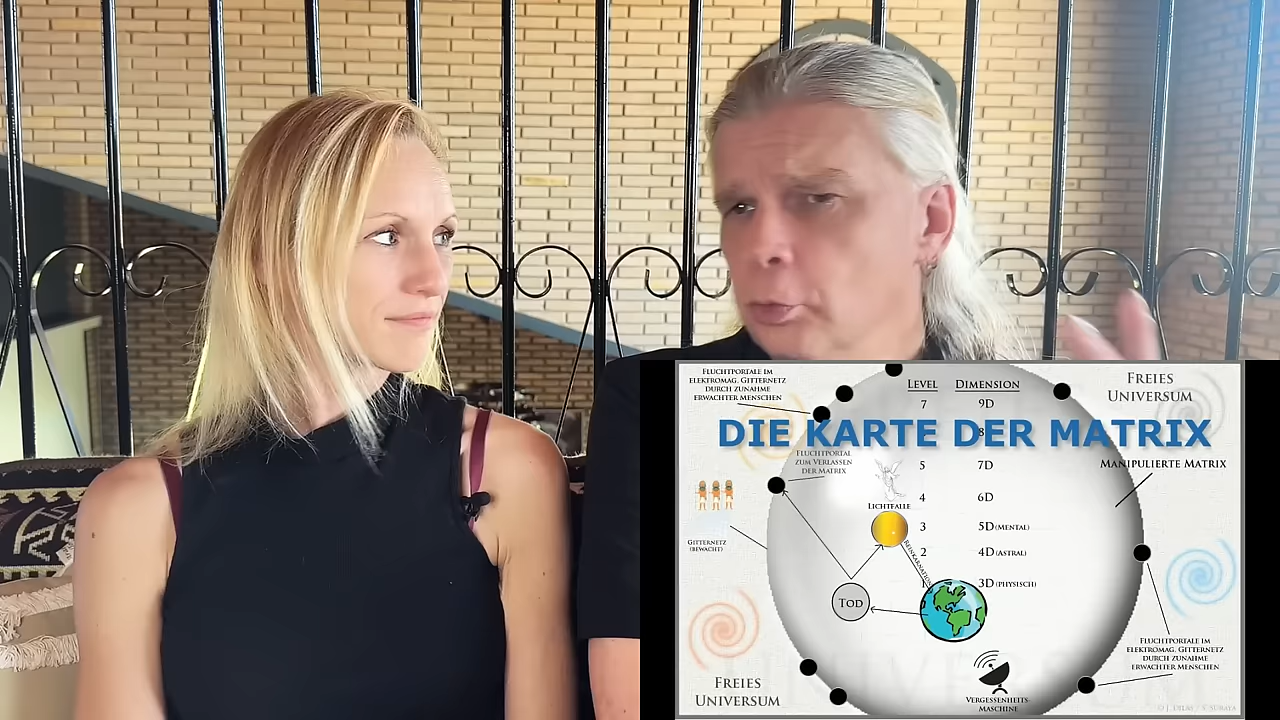 FLUCHTPORTALE IM
ELEKTROMAG. GITTERNETZ
DURCH ZUNAHME
ERWACHTER MENSCHEN
LEVEL DIMENSION
7 9D
FREIES
UNIVERSUM
DIE KARTE DER MATRIX
8
FLUCHTPORTAL
ZUM VERLASSEN
DER MATRIX
5 7D
MANIPULIERTE MATRIX
4 6D
LICHTFALLE
3 5D (MENTAL)
GITTERNETZ
(BEWACHT)
2 4D (ASTRAL)
REINKARNATION
1 3D (PHYSISCH)
TOD
FLUCHTPORTALE IM
ELEKTROMAG. GITTERNETZ
DURCH ZUNAHME
ERWACHTER MENSCHEN
FREIES
UNIVERSUM
VERGESSENHEITS-
MASCHINE